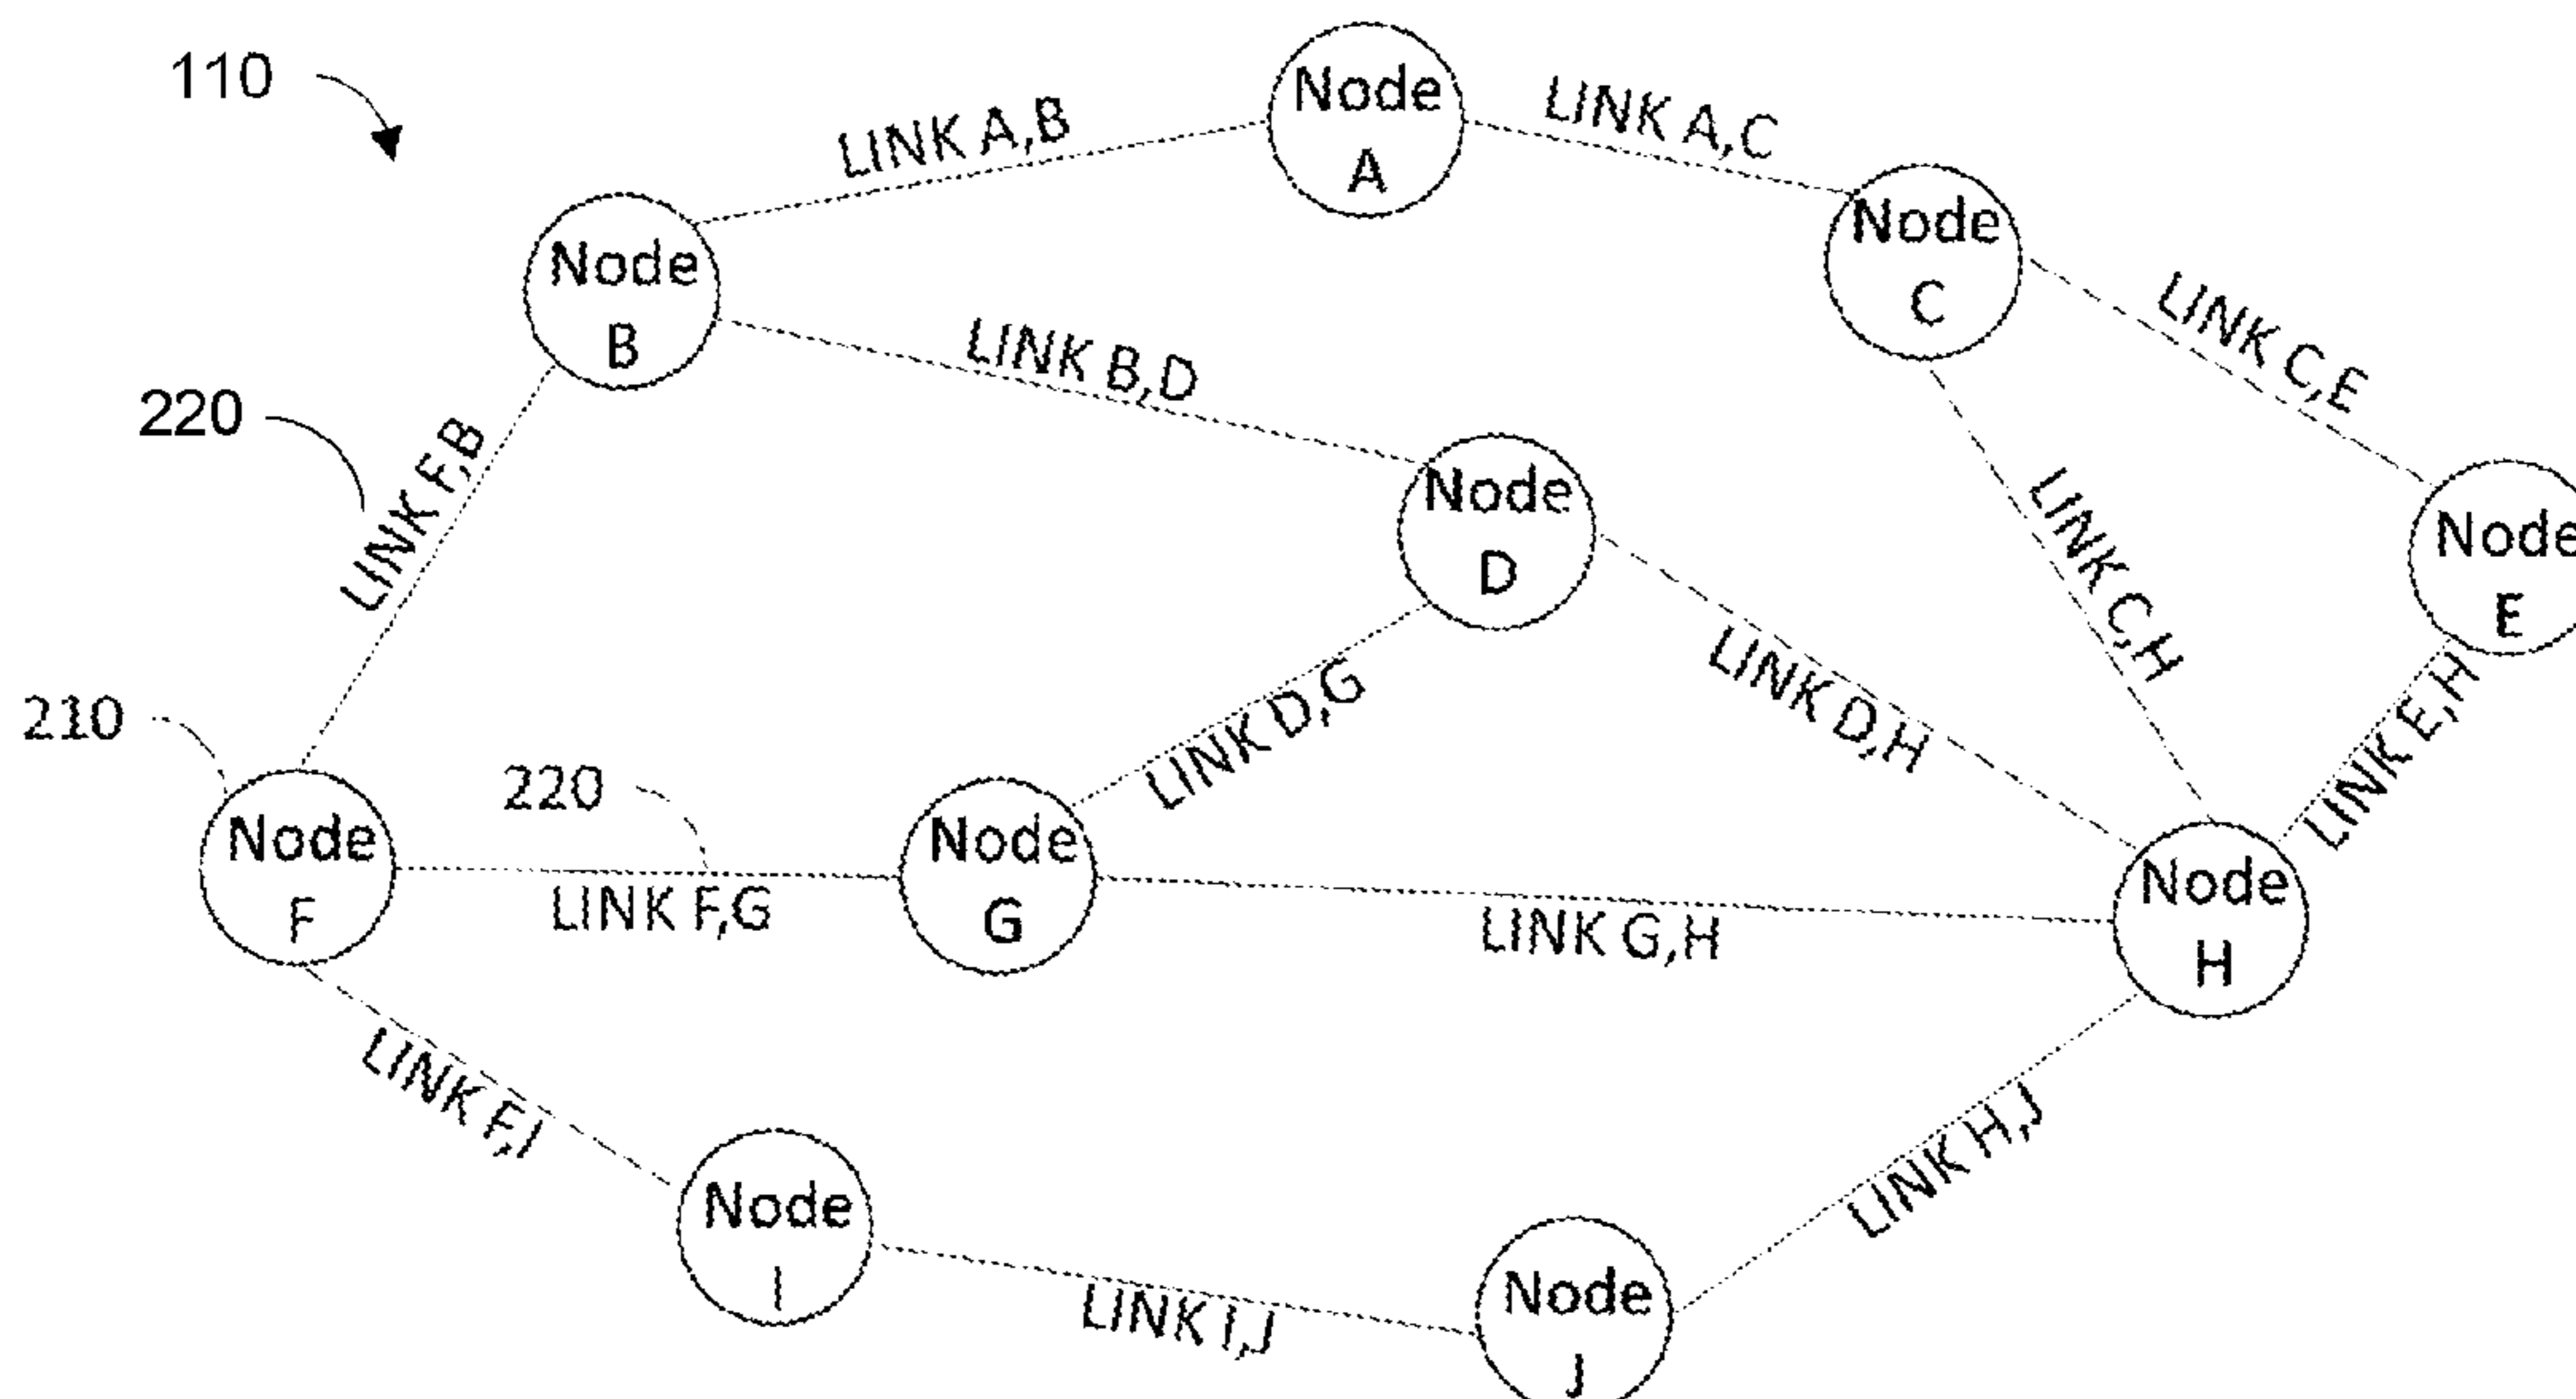 110
Node
A
LINK A,B
LINK A,C
Node
B
Node
C
LINK B,D
LINK C,E
220
LINK F,B
Node
D
LINK C,H
Node
E
210
LINK D,G
LINK D,H
LINK E,H
220
Node
F
LINK F,G
Node
G
LINK G,H
Node
H
LINK F,I
Node
I
LINK I,J
LINK H,J
Node
J